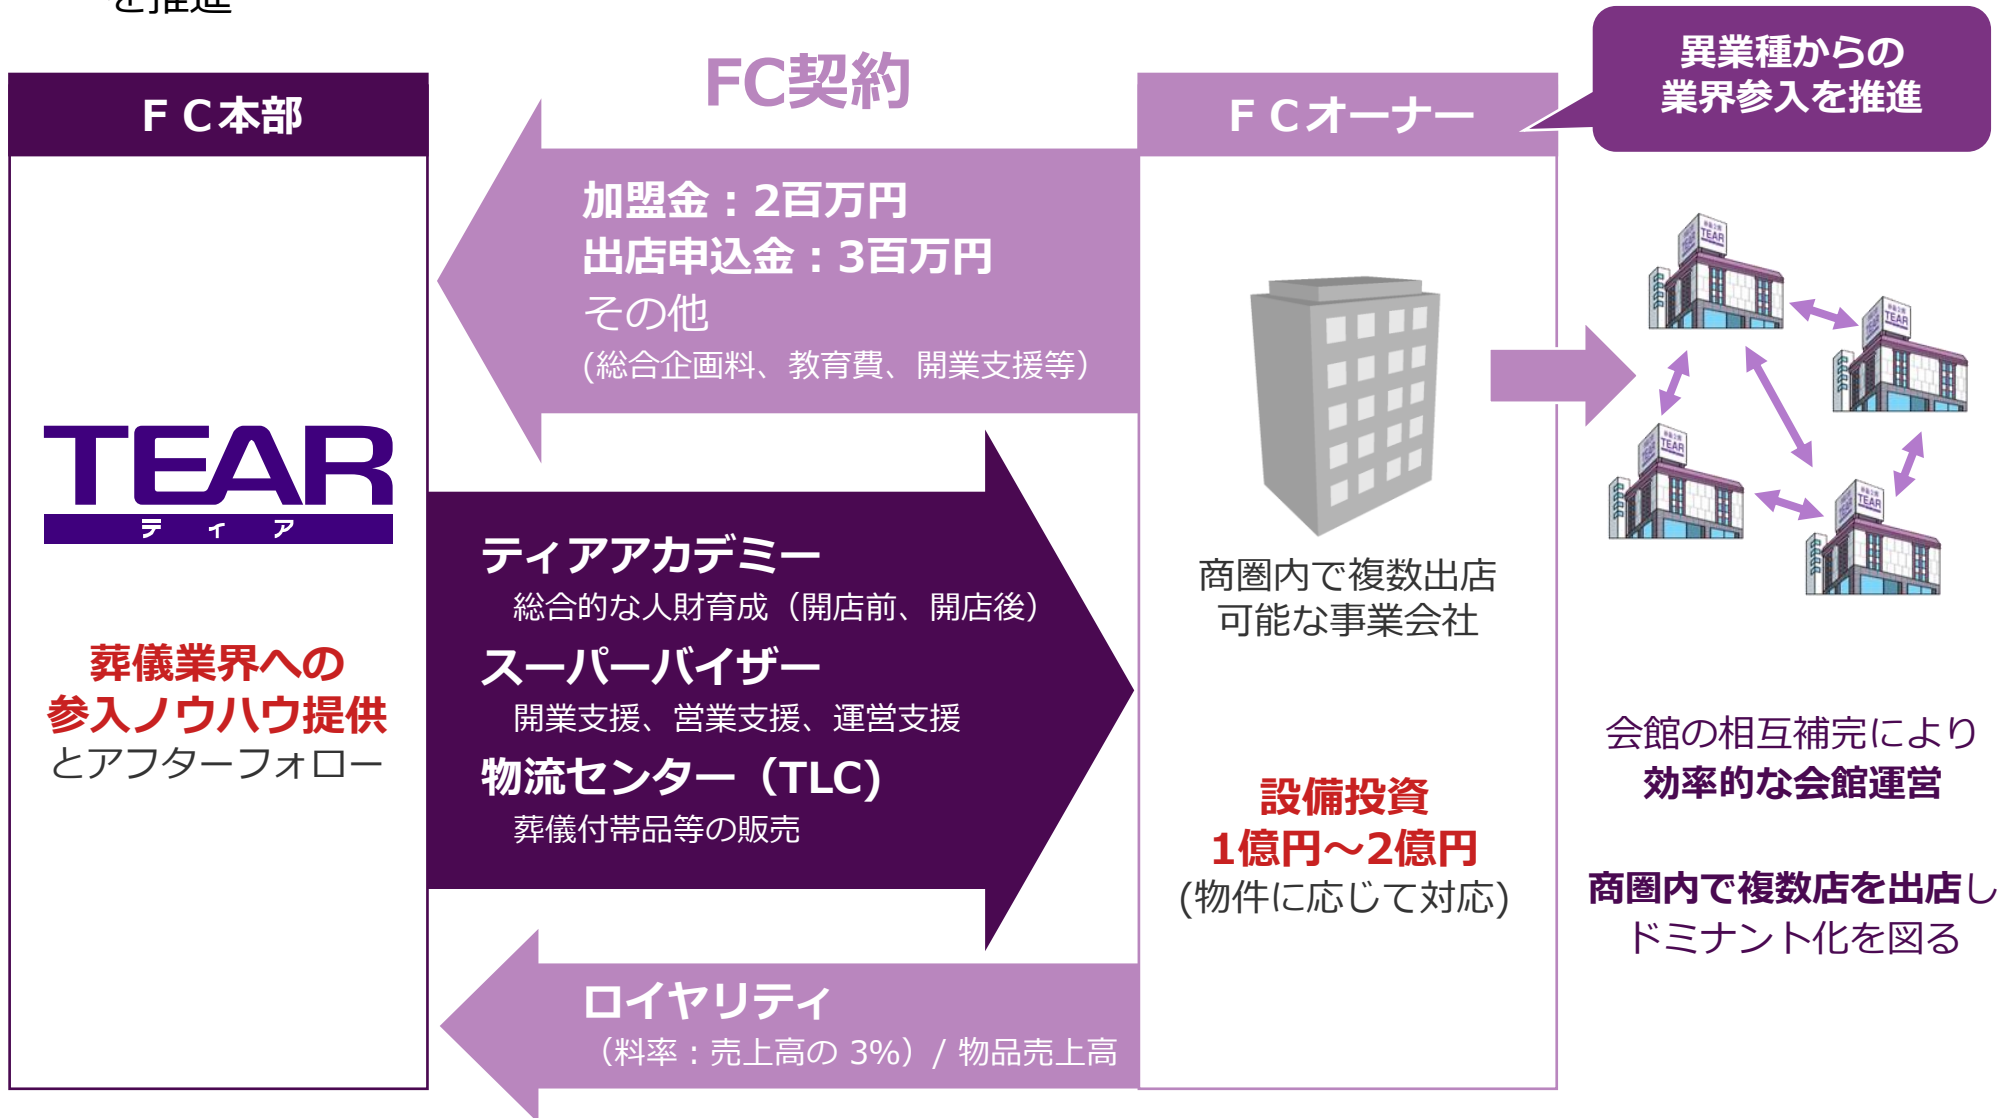 を推進
FC契約
異業種からの
業界参入を推進
ＦＣ本部
ＦＣオーナー
加盟金：2百万円
出店申込金：3百万円
その他
(総合企画料、教育費、開業支援等）
TEAR
ティア
葬儀業界への
参入ノウハウ提供
とアフターフォロー
ティアアカデミー
総合的な人財育成（開店前、開店後）
スーパーバイザー
開業支援、営業支援、運営支援
物流センター（TLC)
葬儀付帯品等の販売
ロイヤリティ
（料率：売上高の 3%）/ 物品売上高
商圏内で複数出店
可能な事業会社
設備投資
1億円～2億円
(物件に応じて対応)
TEAR
TEAR
TEAR
TEAR
会館の相互補完により
効率的な会館運営
商圏内で複数店を出店し
ドミナント化を図る